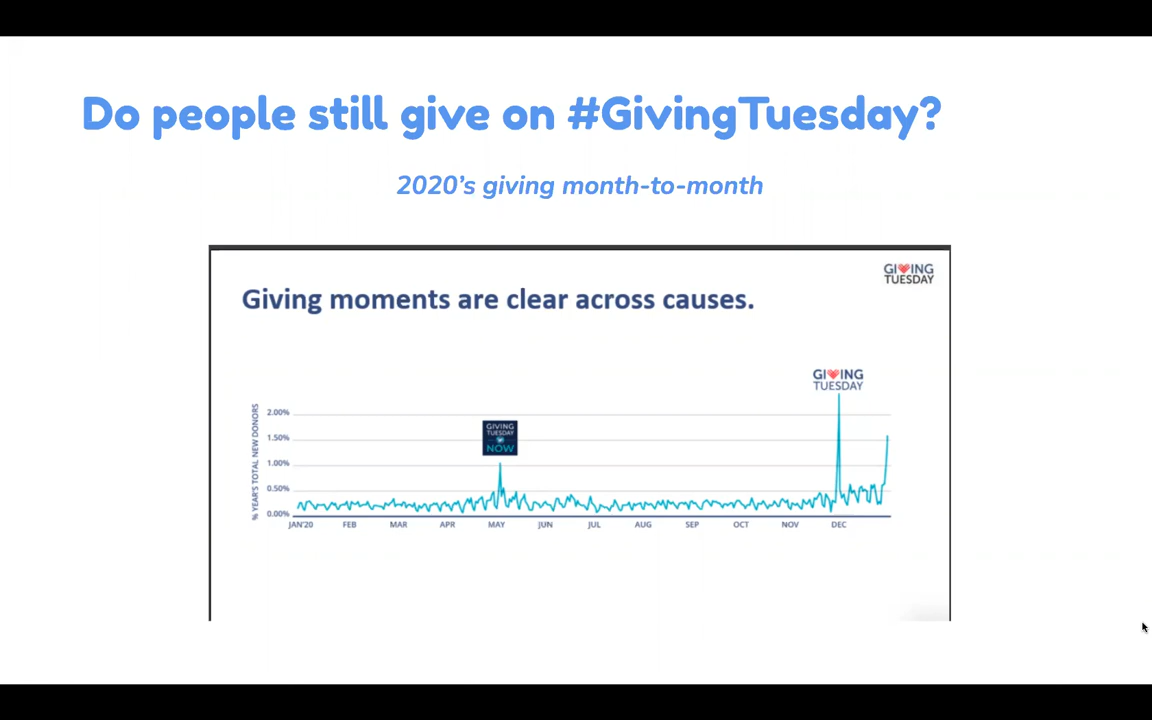 Do people still give on #GivingTuesday?
2020’s giving month-to-month
GIVING
TUESDAY
Giving moments are clear across causes.
GIVING
TUESDAY
% YEAR'S TOTAL NEW DONORS
2.00%
1.50%
1.00%
0.50%
0.00%
GIVING
TUESDAY
NOW
JAN'20 FEB MAR APR MAY JUN JUL AUG SEP OCT NOV DEC